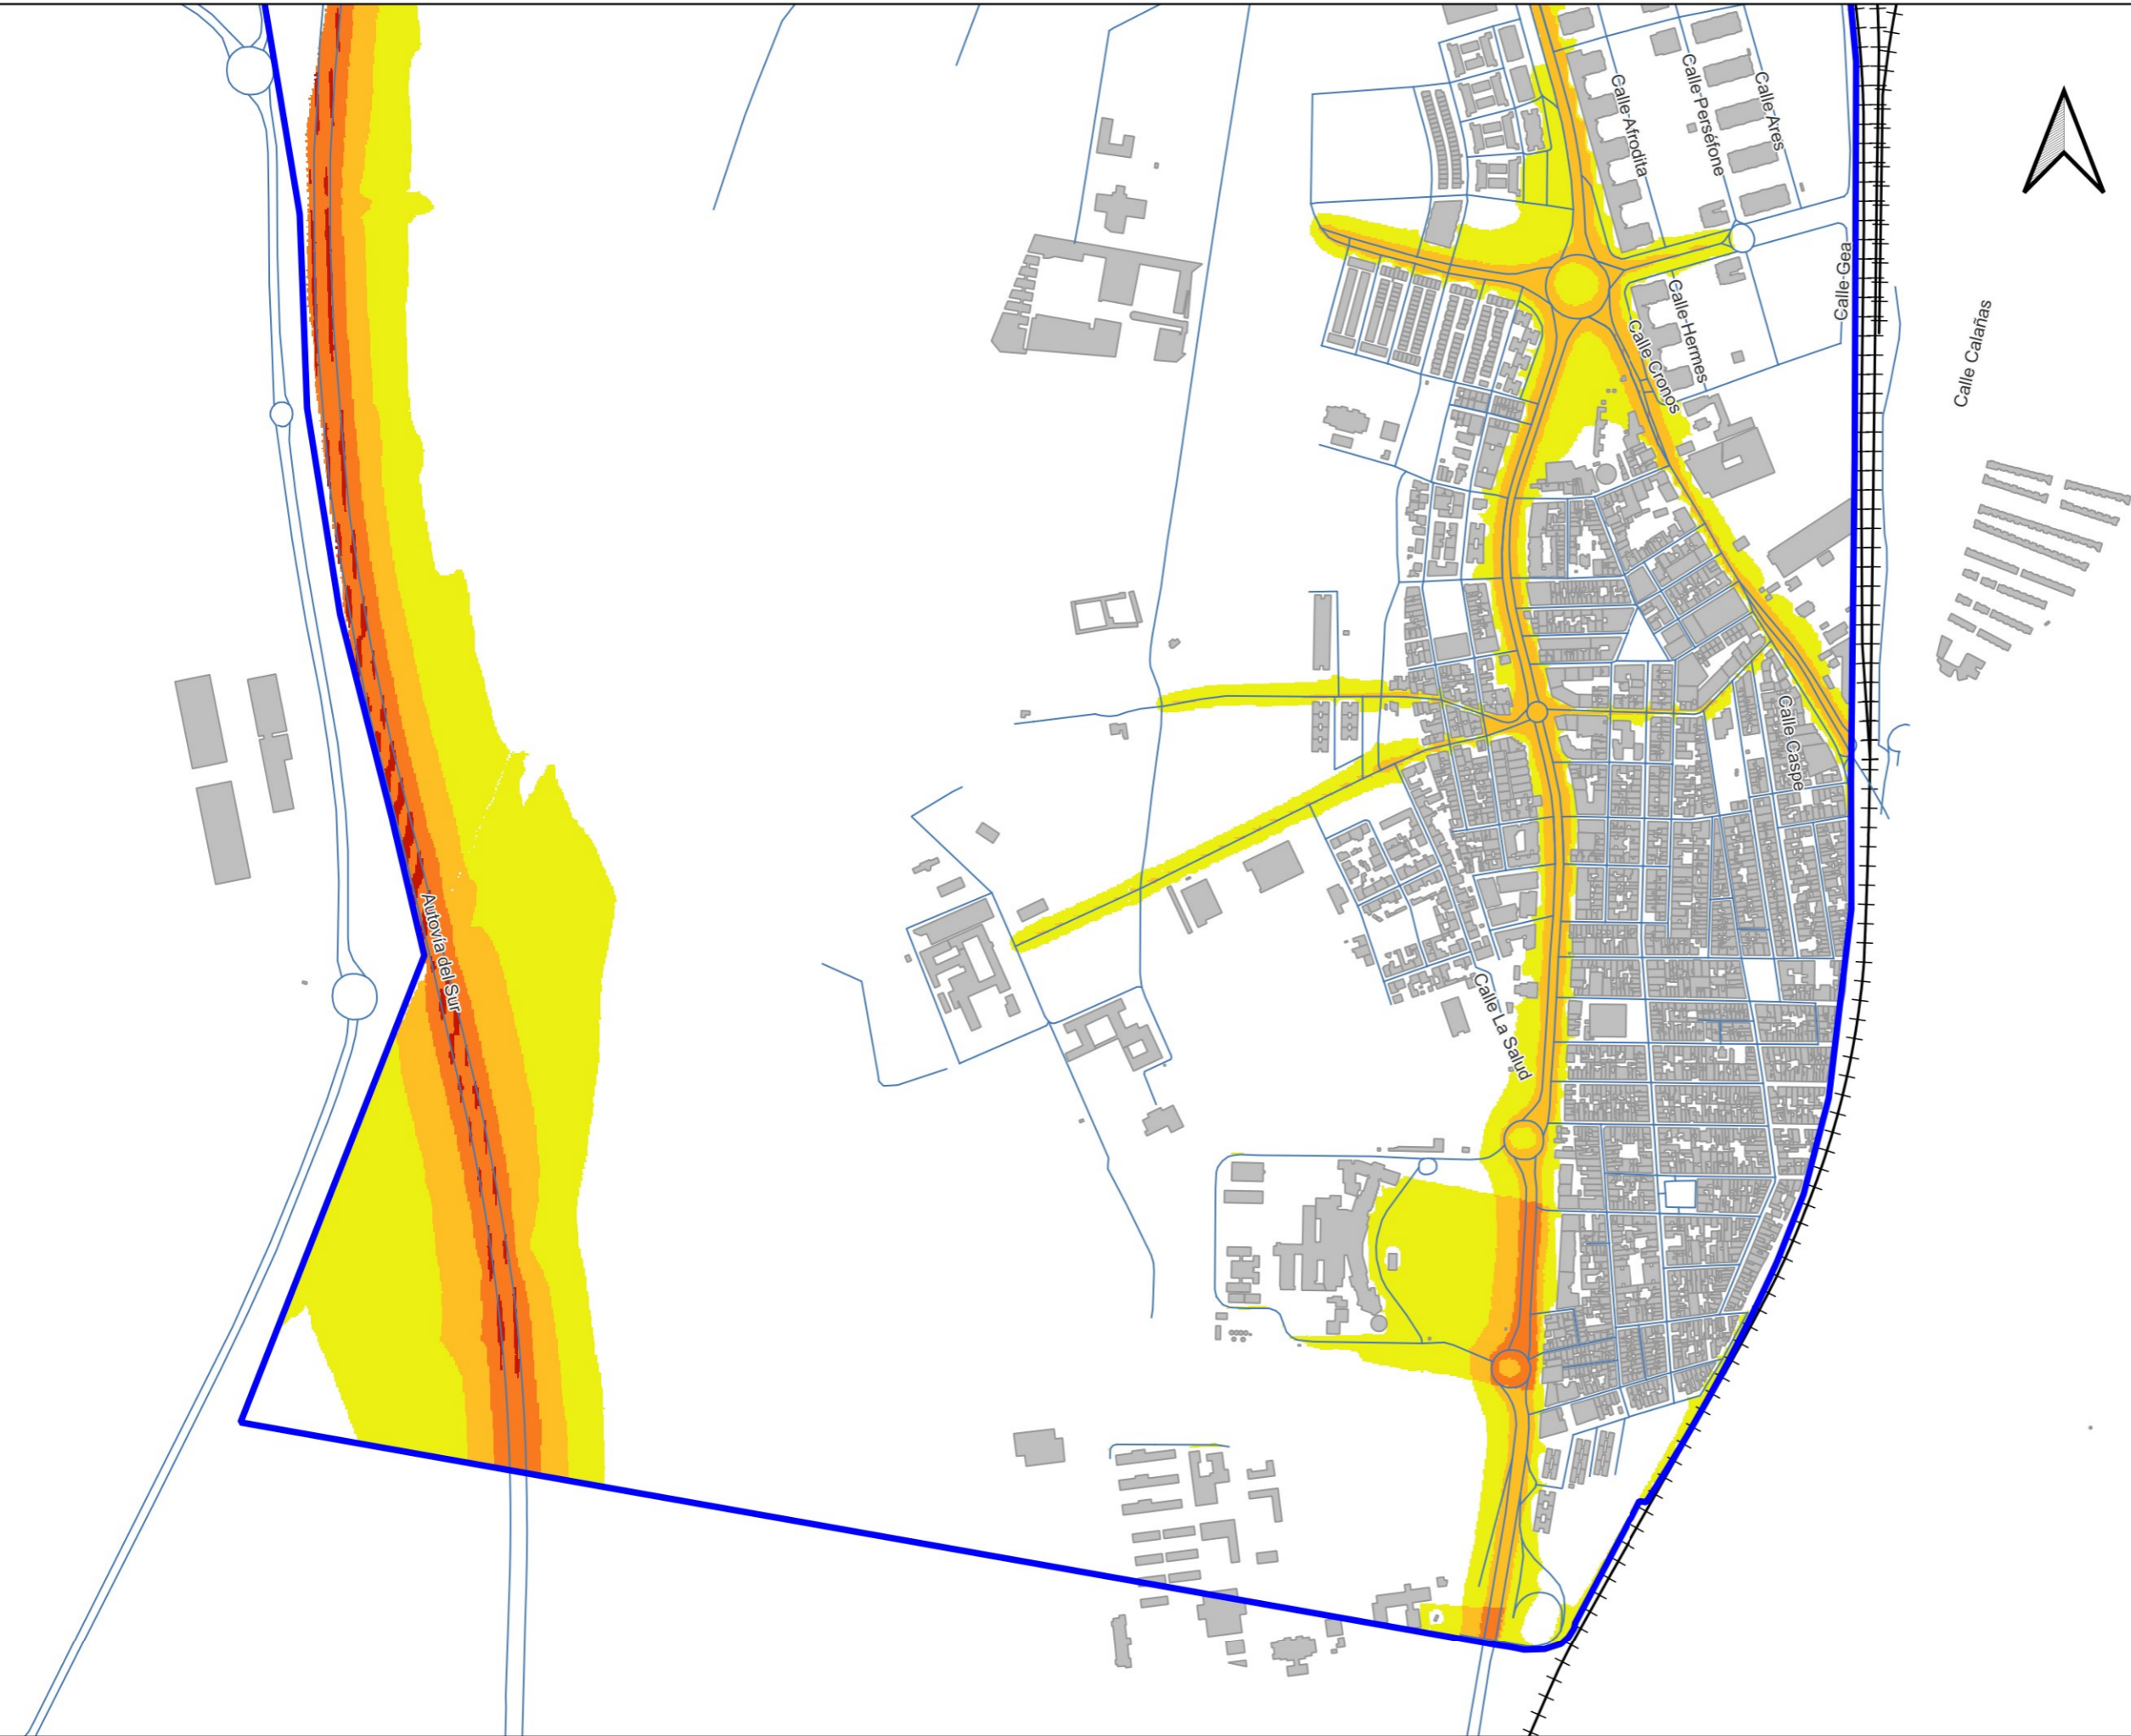 Calle Afrodita
Calle Perséfone
Calle Ares
Calle Gea
Calle Hermes
Calle Cronos
Calle Calañas
Calle Caspe
Autovía del Sur
Calle La Salud